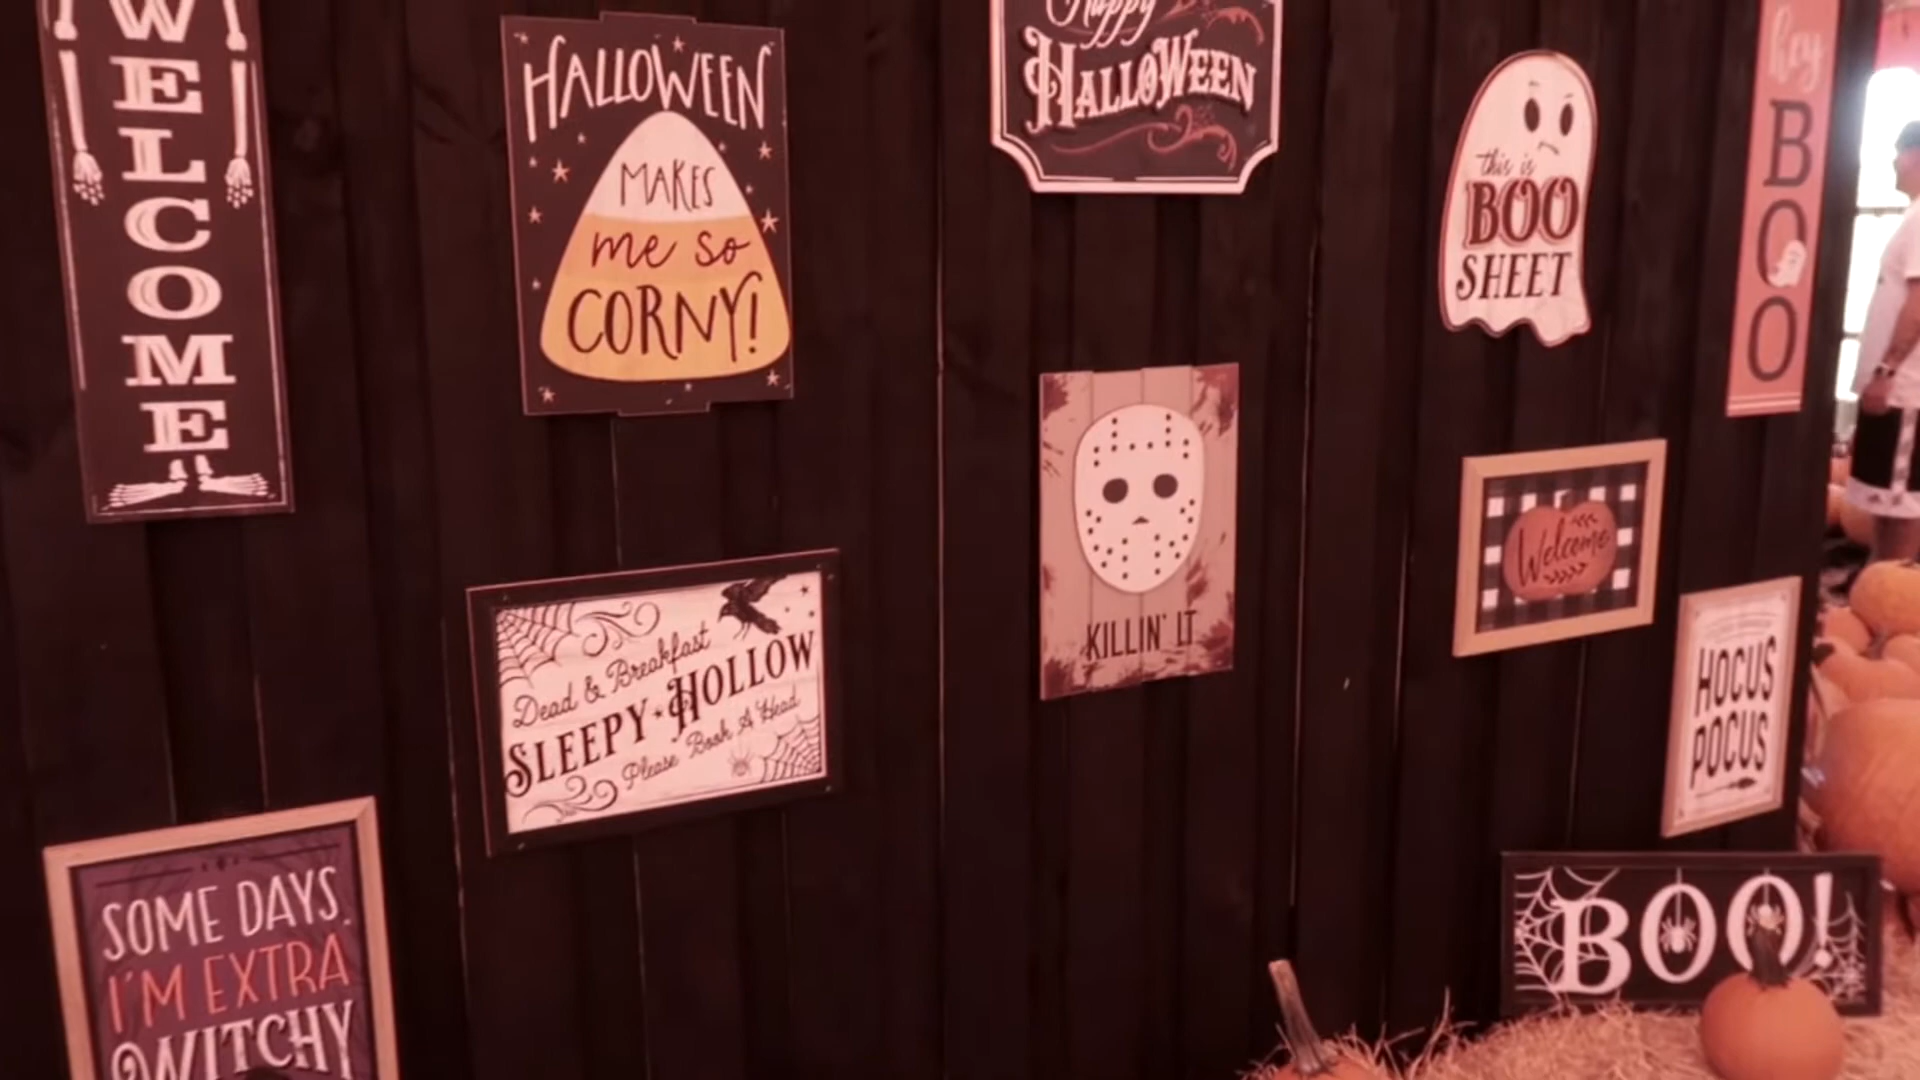 WELCOME
HALLOWEEN
MAKES
me so
CORNY!
Happy
HALLOWEEN
this is
BOO
SHEET
hey
BOO
Dead & Breakfast
SLEEPY HOLLOW
Please Book A Head
KILLIN' IT
Welcome
HOCUS
POCUS
SOME DAYS
I'M EXTRA
WITCHY
BOO!